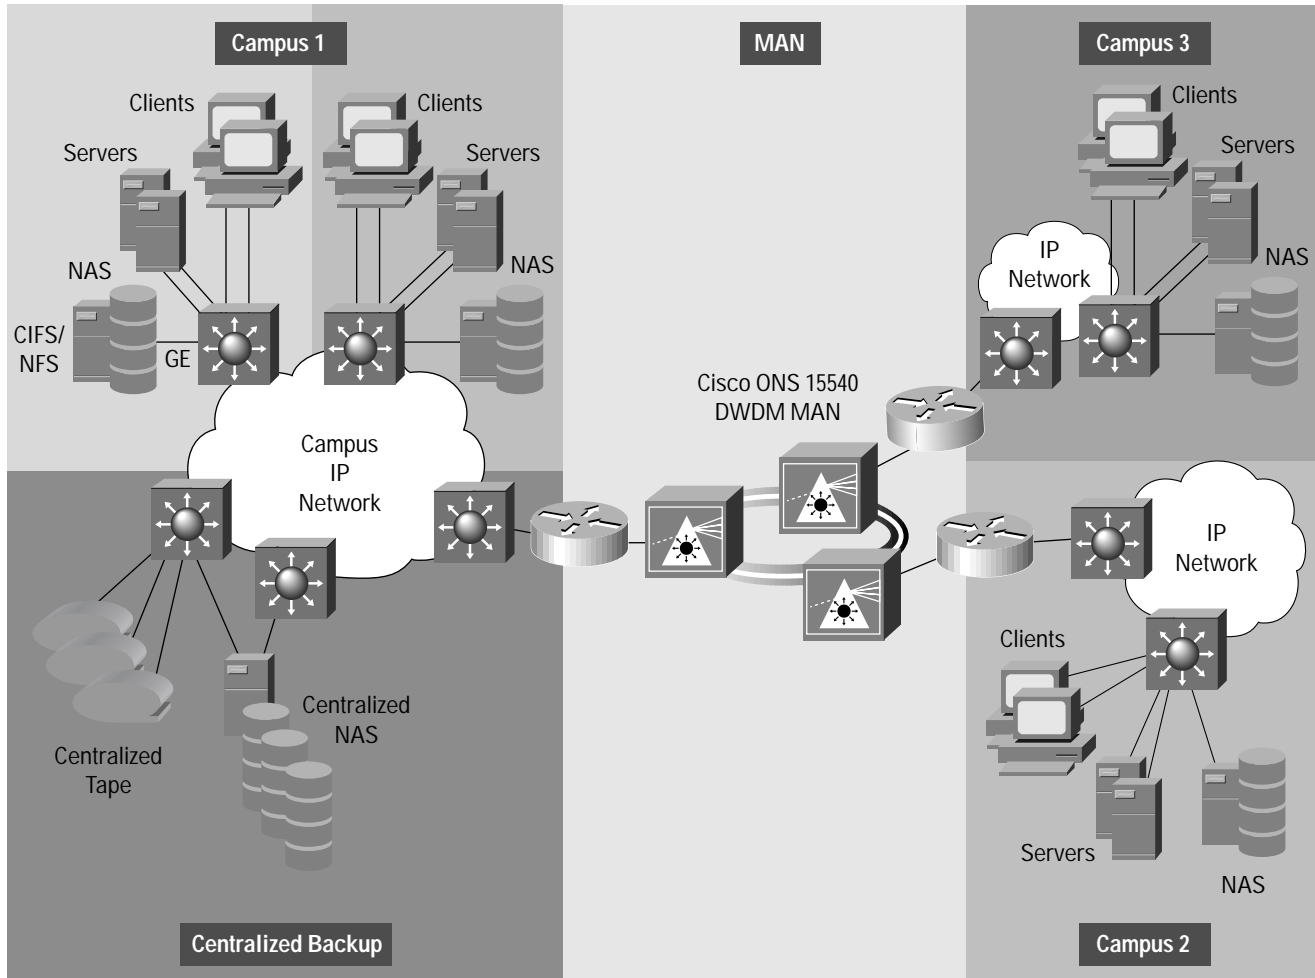 Campus 1
MAN
Campus 3
Clients
Clients
Servers
Servers
NAS
NAS
CIFS/
NFS
GE
Campus
IP
Network
Clients
Servers
IP
Network
NAS
Cisco ONS 15540
DWDM MAN
IP
Network
Centralized
Tape
Centralized
NAS
Clients
Servers
NAS
Centralized Backup
Campus 2